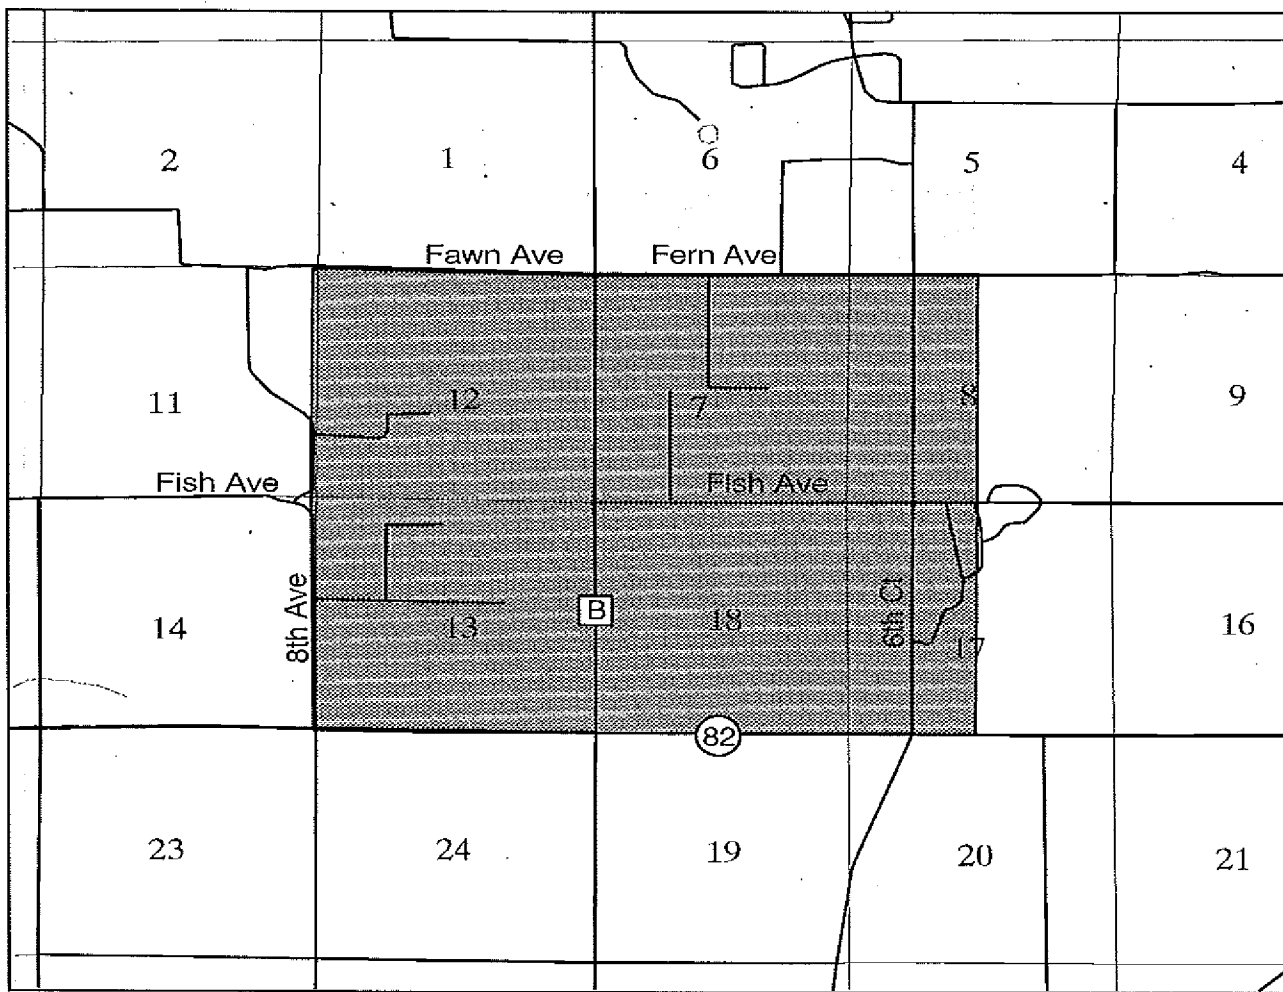 2 1 6 5 4
Fawn Ave Fern Ave
11 12 7 8 9
Fish Ave Fish Ave
8th Ave 6th Ct
14 13 B 18 17 16
82
23 24 19 20 21